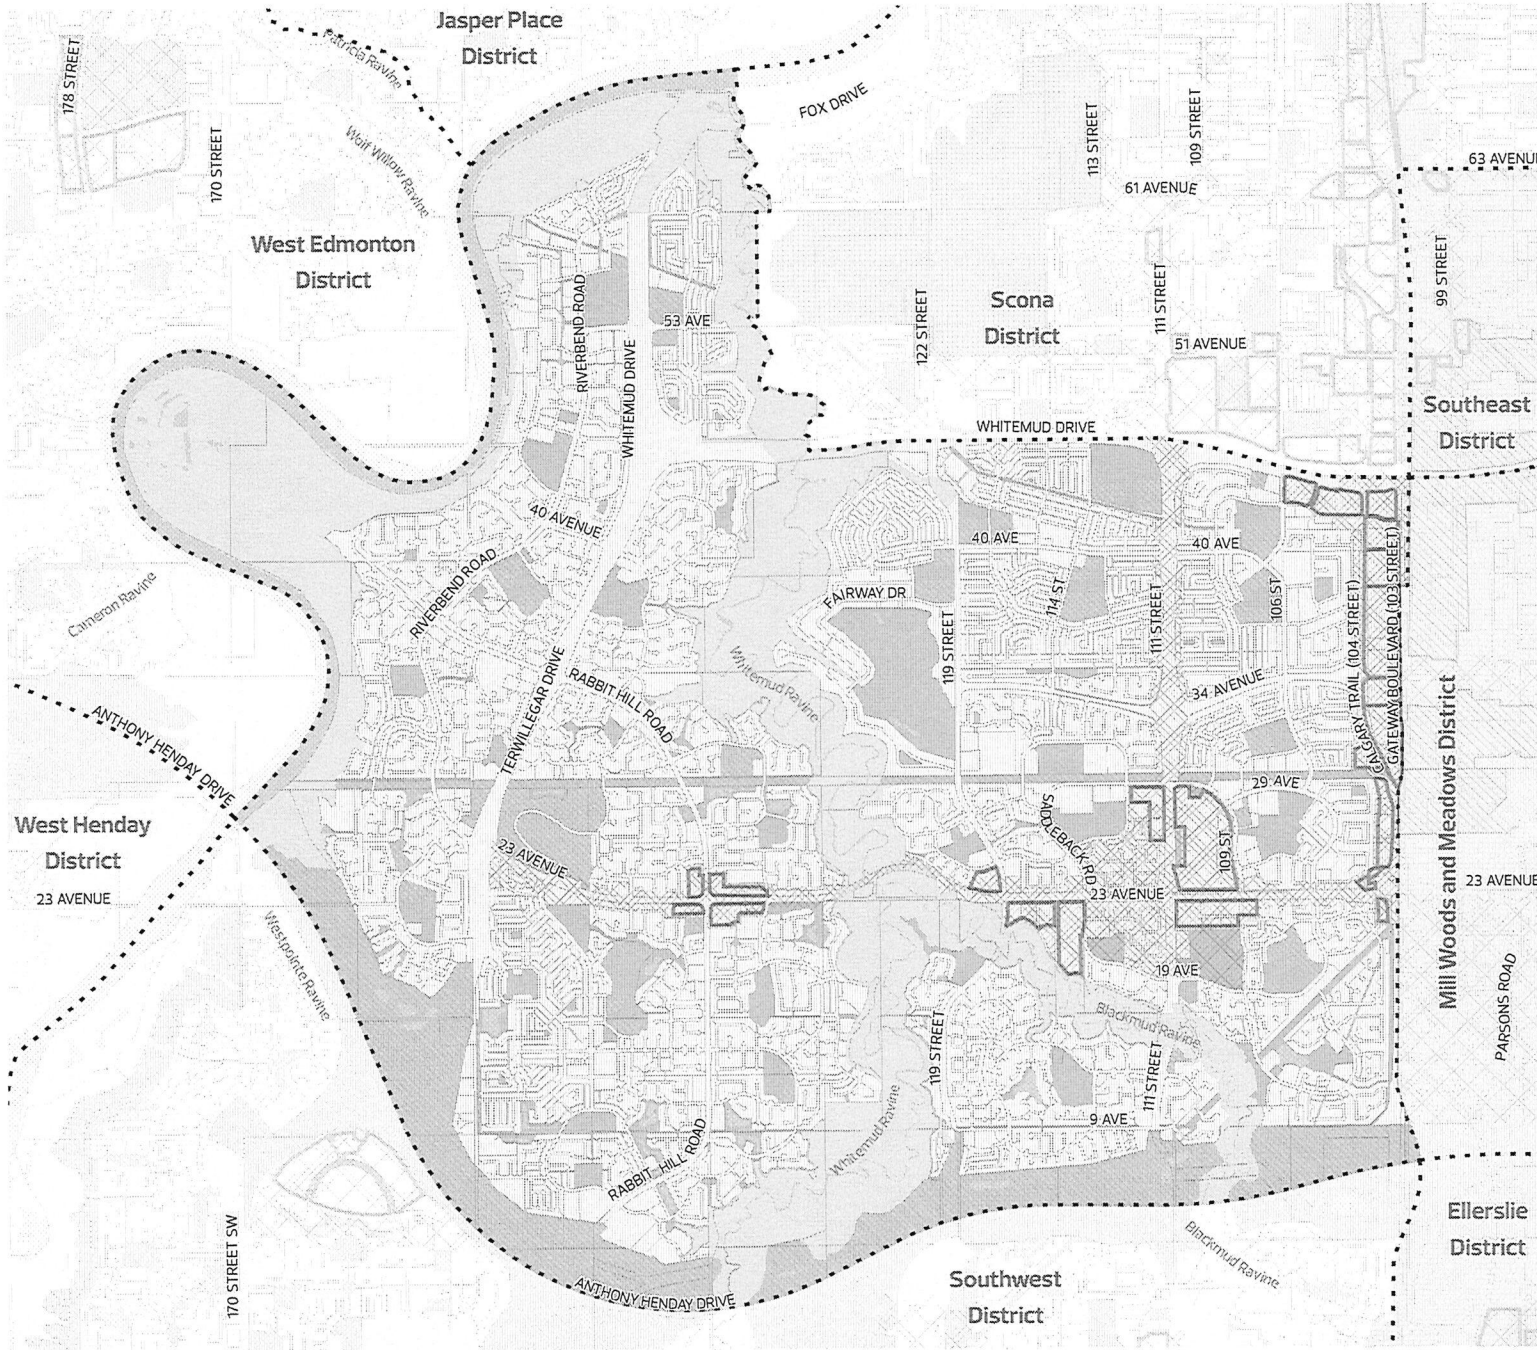 Jasper Place
District
Patricia Ravine
178 STREET
FOX DRIVE
170 STREET
Wolf Willow Ravine
113 STREET
109 STREET
63 AVENUE
61 AVENUE
West Edmonton
District
RIVERBEND ROAD
53 AVE
WHITEMUD DRIVE
122 STREET
Scona
District
111 STREET
51 AVENUE
99 STREET
Southeast
District
WHITEMUD DRIVE
40 AVENUE
40 AVE
40 AVE
RIVERBEND ROAD
Cameron Ravine
FAIRWAY DR
114 ST
111 STREET
106 ST
CALGARY TRAIL (104 STREET)
GATEWAY BOULEVARD (103 STREET)
119 STREET
Whitemud Ravine
TERWILLEGAR DRIVE
RABBIT HILL ROAD
34 AVENUE
Mill Woods and Meadows District
ANTHONY HENDAY DRIVE
29 AVE
West Henday
District
SADDLEBACK RD
109 ST
23 AVENUE
23 AVENUE
23 AVENUE
23 AVENUE
Westpointe Ravine
19 AVE
PARSONS ROAD
Blackmud Ravine
119 STREET
111 STREET
9 AVE
Whitemud Ravine
RABBIT HILL ROAD
170 STREET SW
Ellerslie
District
Blackmud Ravine
Southwest
District
ANTHONY HENDAY DRIVE